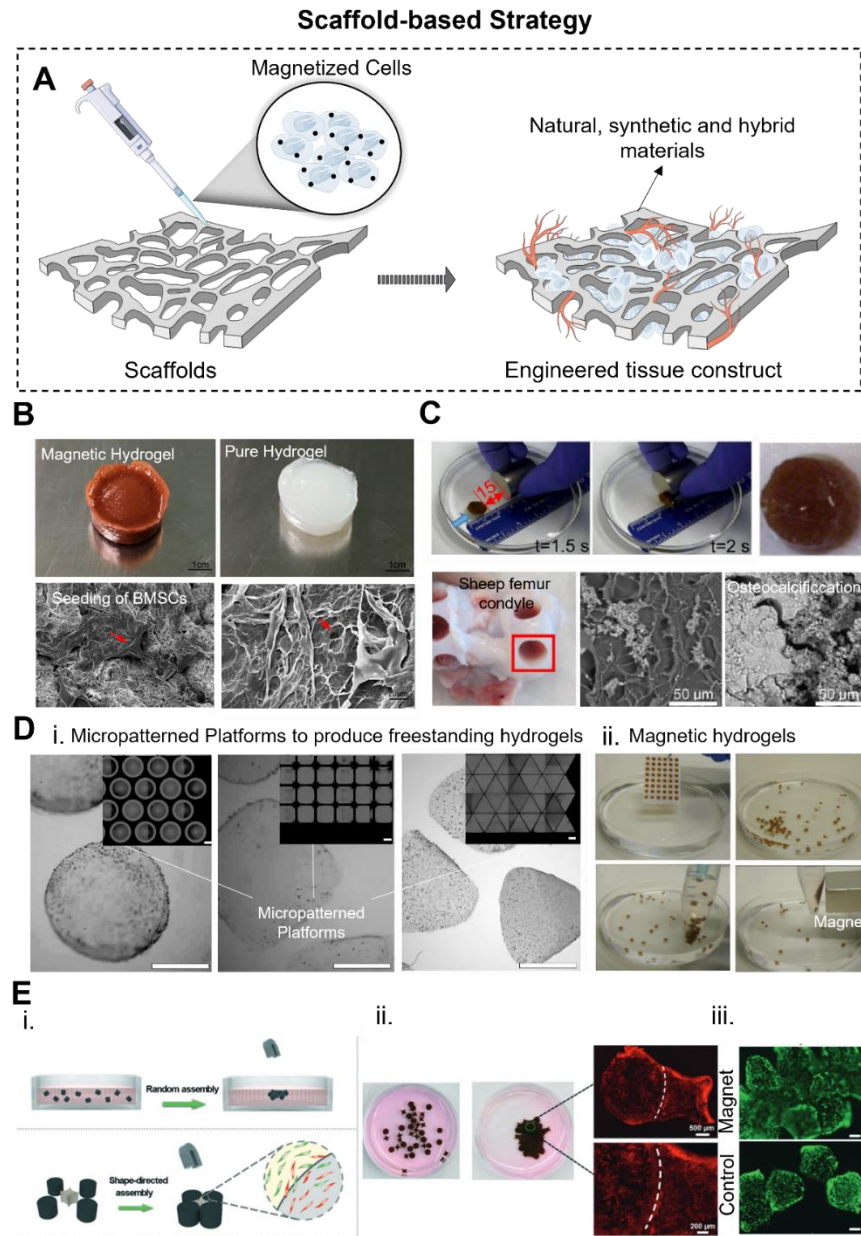 Scaffold-based Strategy
A
Magnetized Cells
Natural, synthetic and hybrid
materials
Scaffolds
Engineered tissue construct
B
Magnetic Hydrogel
Pure Hydrogel
1cm
1cm
Seeding of BMSCs
C
15
t=1.5 s
t=2 s
Sheep femur
condyle
Osteocalcificcation
50 µm
50 µm
D
i. Micropatterned Platforms to produce freestanding hydrogels
ii. Magnetic hydrogels
Micropatterned
Platforms
Magne
E
i.
ii.
iii.
Random assembly
Shape-directed
assembly
500 µm
200 µm
Magnet
Control